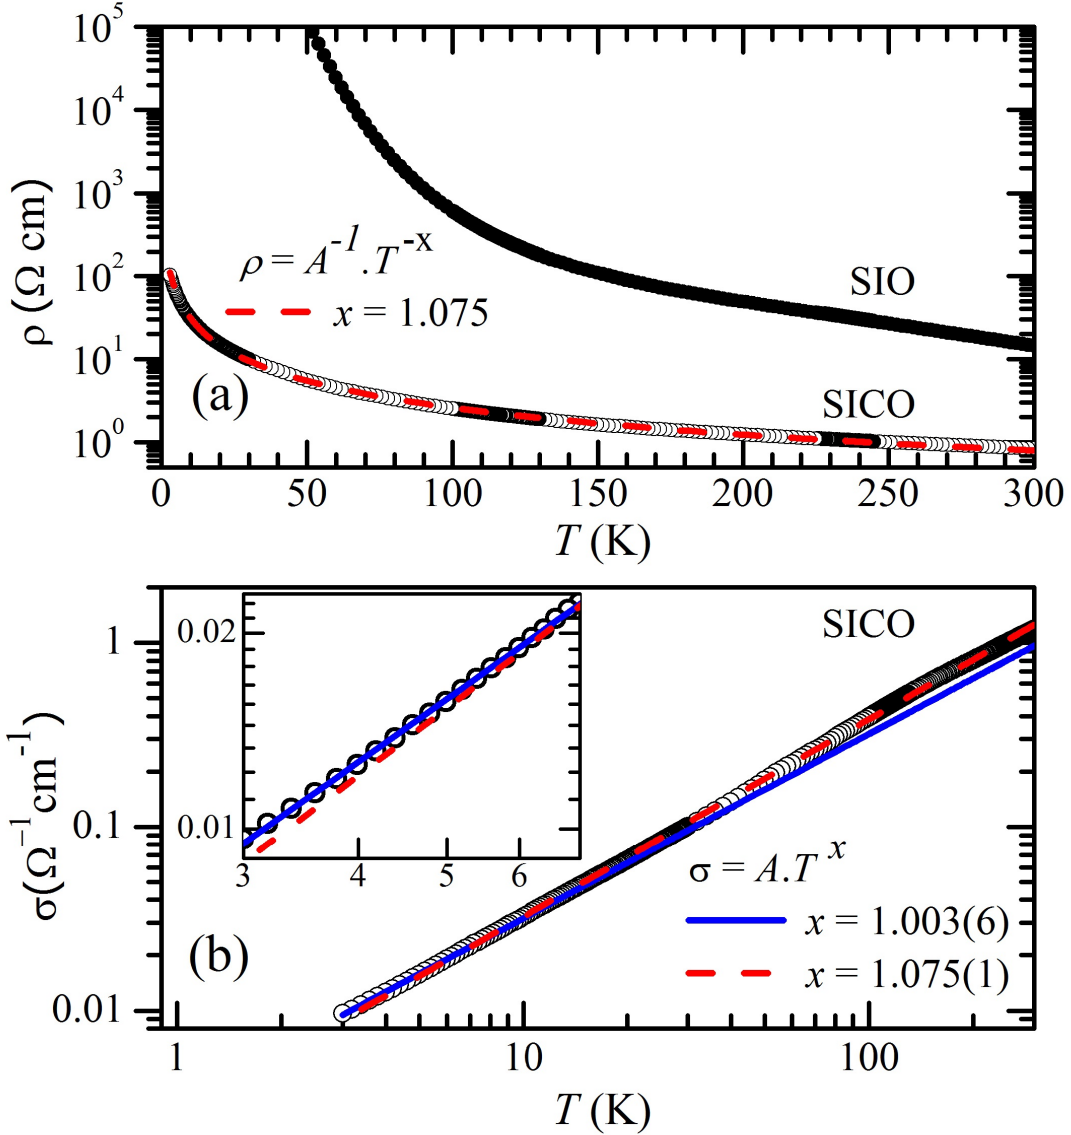 10^5
10^4
10^3
10^2
10^1
10^0
ρ (Ω cm)
ρ = A^-1.T^-x
x = 1.075
SIO
SICO
(a)
0 50 100 150 200 250 300
T (K)
SICO
1
0.1
0.01
σ(Ω^−1cm^-1)
0.02
0.01
3 4 5 6
σ = A.T^x
x = 1.003(6)
x = 1.075(1)
(b)
1 10 100
T (K)